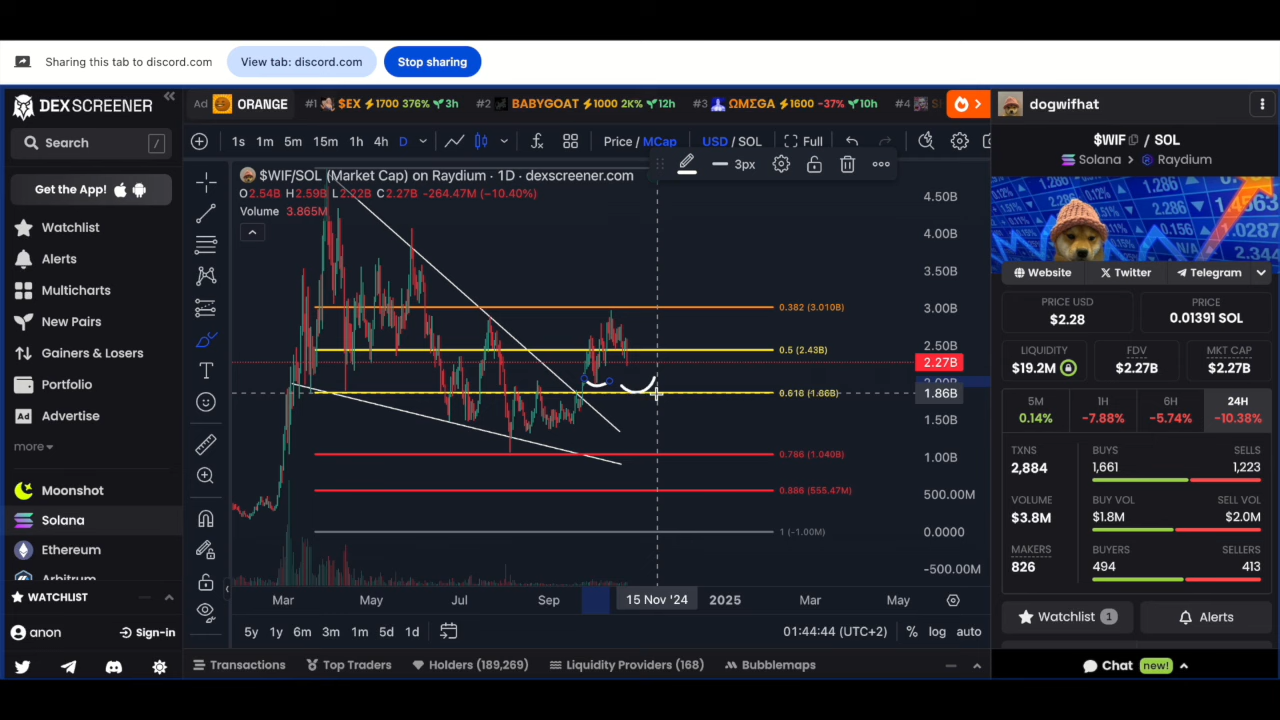 Sharing this tab to discord.com
View tab: discord.com
Stop sharing
DEX SCREENER
Search
/
Get the App!
Watchlist
Alerts
Multicharts
New Pairs
Gainers & Losers
Portfolio
Advertise
more
Moonshot
Solana
Ethereum
Arbitrum
WATCHLIST
anon
Sign-in
Ad
ORANGE
#1 $EX 1700 376% 3h
#2 BABYGOAT 1000 2K% 12h
#3 ΩMΣGA 1600 -37% 10h
#4
1s 1m 5m 15m 1h 4h D
Price / MCap
USD / SOL
Full
3px
$WIF/SOL (Market Cap) on Raydium · 1D · dexscreener.com
O2.54B H2.59B L2.22B C2.27B -264.47M (−10.40%)
Volume 3.865M
4.50B
4.00B
3.50B
3.00B
2.50B
2.27B
2.00B
1.86B
1.50B
1.00B
500.00M
0.0000
-500.00M
0.382 (3.010B)
0.5 (2.43B)
0.618 (1.86B)
0.786 (1.040B)
0.886 (555.47M)
1 (-1.00M)
Mar May Jul Sep 15 Nov '24 2025 Mar May
5y 1y 6m 3m 1m 5d 1d
01:44:44 (UTC+2)
% log auto
Transactions
Top Traders
Holders (189,269)
Liquidity Providers (168)
Bubblemaps
dogwifhat
$WIF / SOL
Solana > Raydium
Website
Twitter
Telegram
PRICE USD
$2.28
PRICE
0.01391 SOL
LIQUIDITY
$19.2M
FDV
$2.27B
MKT CAP
$2.27B
5M
0.14%
1H
-7.88%
6H
-5.74%
24H
-10.38%
TXNS
2,884
BUYS
1,661
SELLS
1,223
VOLUME
$3.8M
BUY VOL
$1.8M
SELL VOL
$2.0M
MAKERS
826
BUYERS
494
SELLERS
413
Watchlist 1
Alerts
Chat new!